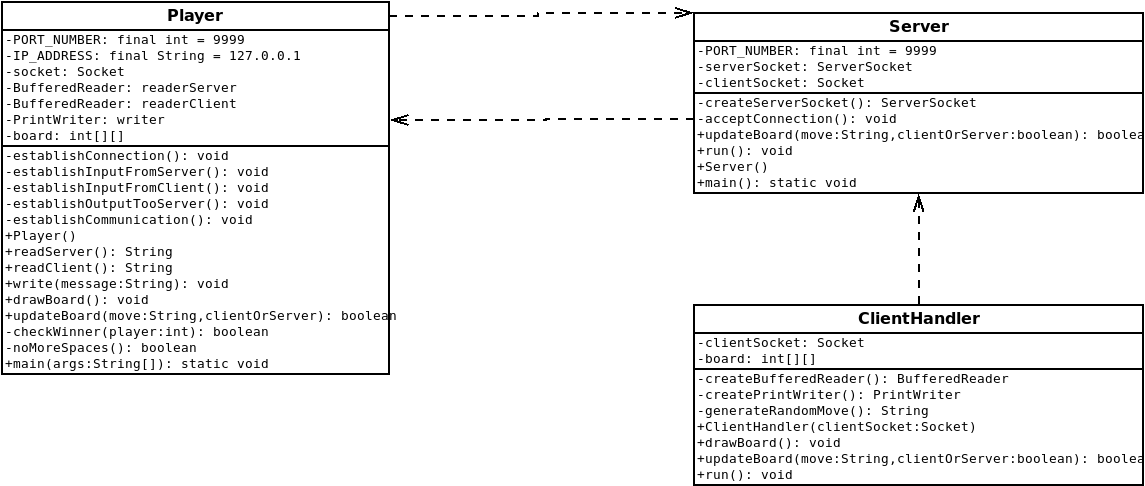 Player
-PORT_NUMBER: final int = 9999
-IP_ADDRESS: final String = 127.0.0.1
-socket: Socket
-BufferedReader: readerServer
-BufferedReader: readerClient
-PrintWriter: writer
-board: int[][]
-establishConnection(): void
-establishInputFromServer(): void
-establishInputFromClient(): void
-establishOutputTooServer(): void
-establishCommunication(): void
+Player()
+readServer(): String
+readClient(): String
+write(message:String): void
+drawBoard(): void
+updateBoard(move:String,clientOrServer): boolean
-checkWinner(player:int): boolean
-noMoreSpaces(): boolean
+main(args:String[]): static void
Server
-PORT_NUMBER: final int = 9999
-serverSocket: ServerSocket
-clientSocket: Socket
-createServerSocket(): ServerSocket
-acceptConnection(): void
+updateBoard(move:String,clientOrServer:boolean): boolea
+run(): void
+Server()
+main(): static void
ClientHandler
-clientSocket: Socket
-board: int[][]
-createBufferedReader(): BufferedReader
-createPrintWriter(): PrintWriter
-generateRandomMove(): String
+ClientHandler(clientSocket:Socket)
+drawBoard(): void
+updateBoard(move:String,clientOrServer:boolean): boolea
+run(): void